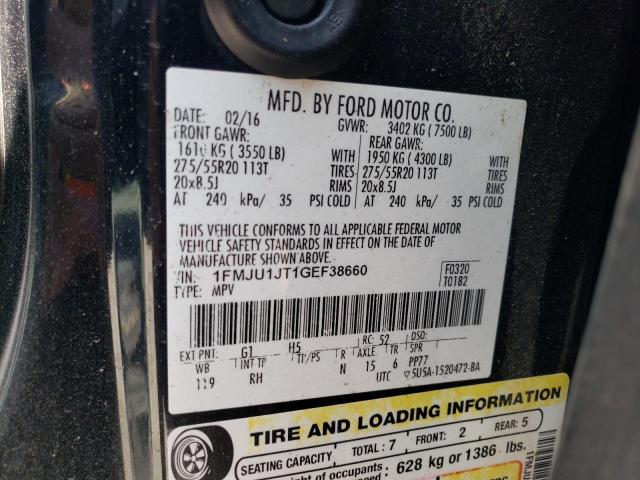 MFD. BY FORD MOTOR CO.
DATE: 02/16 GVWR: 3402 KG ( 7500 LB)
FRONT GAWR: REAR GAWR:
KG ( 3550 LB) WITH 1950 KG ( 4300 LB) WITH
275/55R20 113T TIRES 275/55R20 113T TIRES
20x8.5J RIMS 20x8.5J RIMS
AT 240 kPa/ 35 PSI COLD AT 240 kPa/ 35 PSI COLD
THIS VEHICLE CONFORMS TO ALL APPLICABLE FEDERAL MOTOR
VEHICLE SAFETY STANDARDS IN EFFECT ON THE DATE OF
MANUFACTURE SHOWN ABOVE.
VIN: 1FMJU1JT1GEF38660 F0320
TYPE: MPV T0182
EXT PNT: G1 H5 RC: 52 DSO:
WB INT TP TP/PS R AX TR SPR
119 RH N 15 6 PP77
UTC ▽5U5A-1520472-BA
TIRE AND LOADING INFORMATION
SEATING CAPACITY TOTAL: 7 FRONT: 2 REAR: 5
of occupants 628 kg or 1386 lbs.